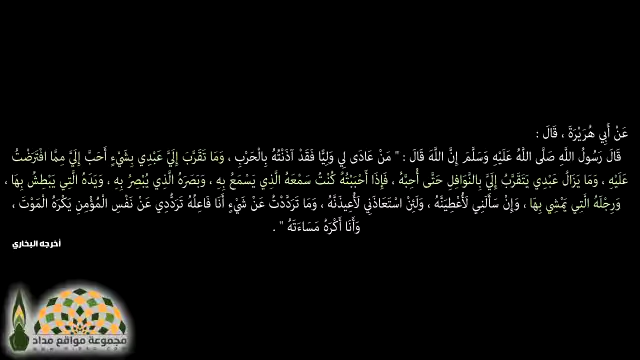 عَنْ أَبِي هُرَيْرَةَ ، قَالَ :
قَالَ رَسُولُ اللَّهِ صَلَّى اللَّهُ عَلَيْهِ وَسَلَّمَ إِنَّ اللَّهَ قَالَ : " مَنْ عَادَى لِي وَلِيًّا فَقَدْ آذَنْتُهُ بِالْحَرْبِ ، وَمَا تَقَرَّبَ إِلَيَّ عَبْدِي بِشَيْءٍ أَحَبَّ إِلَيَّ مِمَّا افْتَرَضْتُ
عَلَيْهِ ، وَمَا يَزَالُ عَبْدِي يَتَقَرَّبُ إِلَيَّ بِالنَّوَافِلِ حَتَّى أُحِبَّهُ ، فَإِذَا أَحْبَبْتُهُ كُنْتُ سَمْعَهُ الَّذِي يَسْمَعُ بِهِ ، وَبَصَرَهُ الَّذِي يُبْصِرُ بِهِ ، وَيَدَهُ الَّتِي يَبْطِشُ بِهَا ،
وَرِجْلَهُ الَّتِي يَمْشِي بِهَا ، وَإِنْ سَأَلَنِي لَأُعْطِيَنَّهُ ، وَلَئِنْ اسْتَعَاذَنِي لَأُعِيذَنَّهُ ، وَمَا تَرَدَّدْتُ عَنْ شَيْءٍ أَنَا فَاعِلُهُ تَرَدُّدِي عَنْ نَفْسِ الْمُؤْمِنِ يَكْرَهُ الْمَوْتَ ،
وَأَنَا أَكْرَهُ مَسَاءَتَهُ " .
أخرجه البخاري
مجموعة مواقع مداد